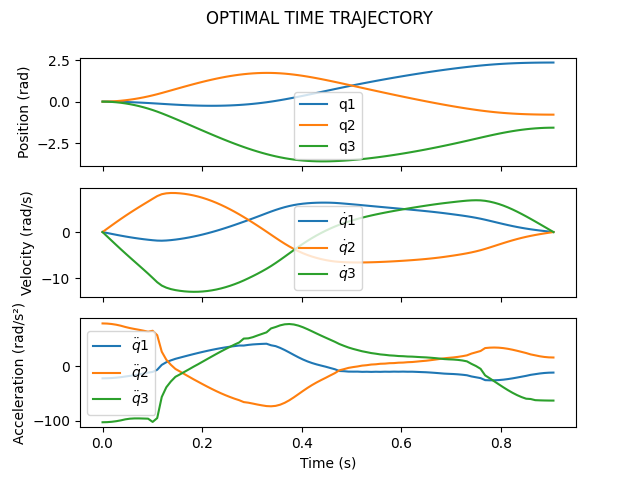 OPTIMAL TIME TRAJECTORY
Position (rad)
2.5
0.0
−2.5
q1
q2
q3
Velocity (rad/s)
0
−10
q̇1
q̇2
q̇3
Acceleration (rad/s²)
0
−100
q̈1
q̈2
q̈3
0.0 0.2 0.4 0.6 0.8
Time (s)